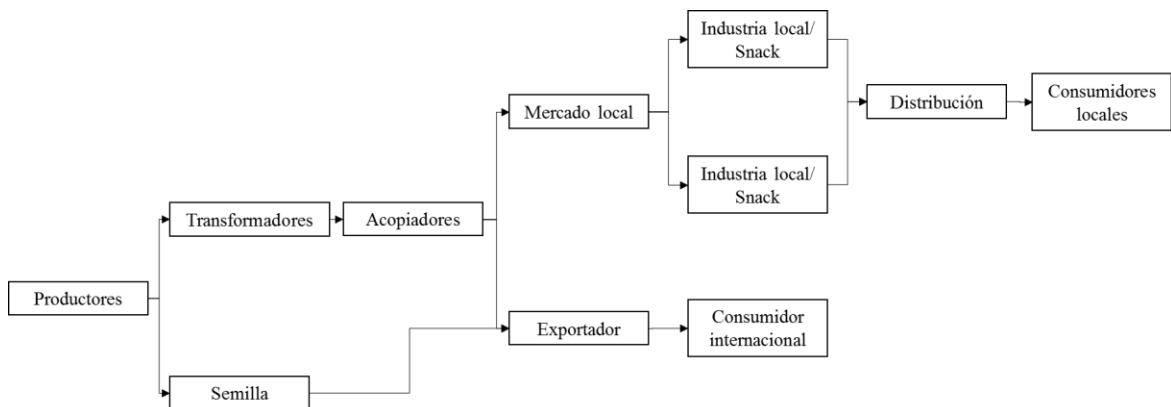 Industria local/
Snack
Mercado local
Distribución
Consumidores
locales
Industria local/
Snack
Transformadores
Acopiadores
Productores
Exportador
Consumidor
internacional
Semilla